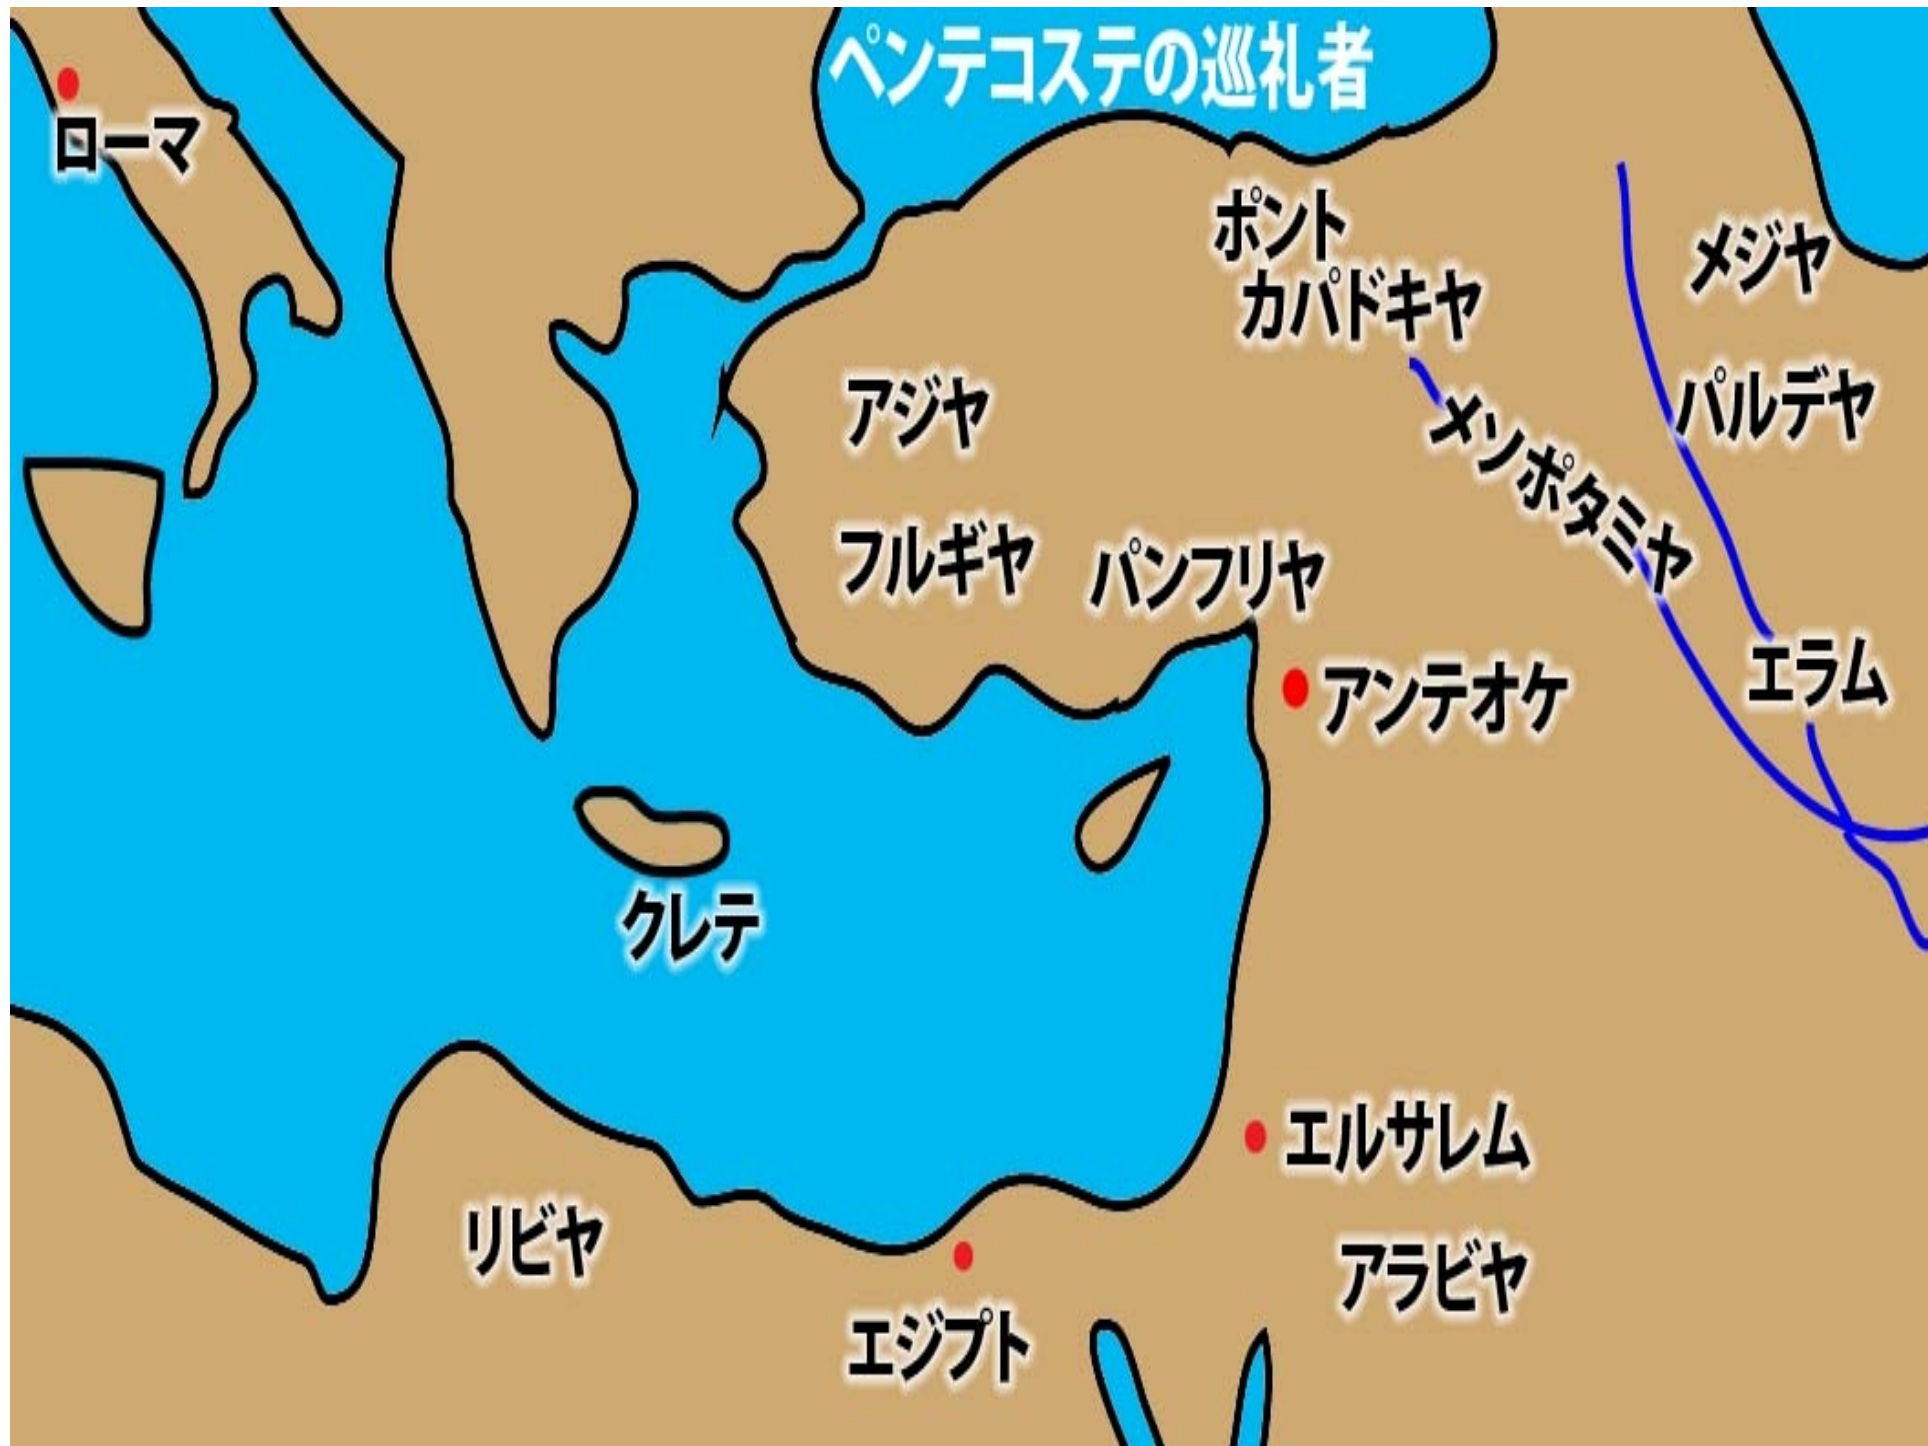 ペンテコステの巡礼者
ローマ
ポント
カパドキヤ
メジヤ
アジヤ
メソポタミヤ
パルデヤ
フルギヤ
パンフリヤ
アンテオケ
エラム
クレテ
エルサレム
リビヤ
アラビヤ
エジプト